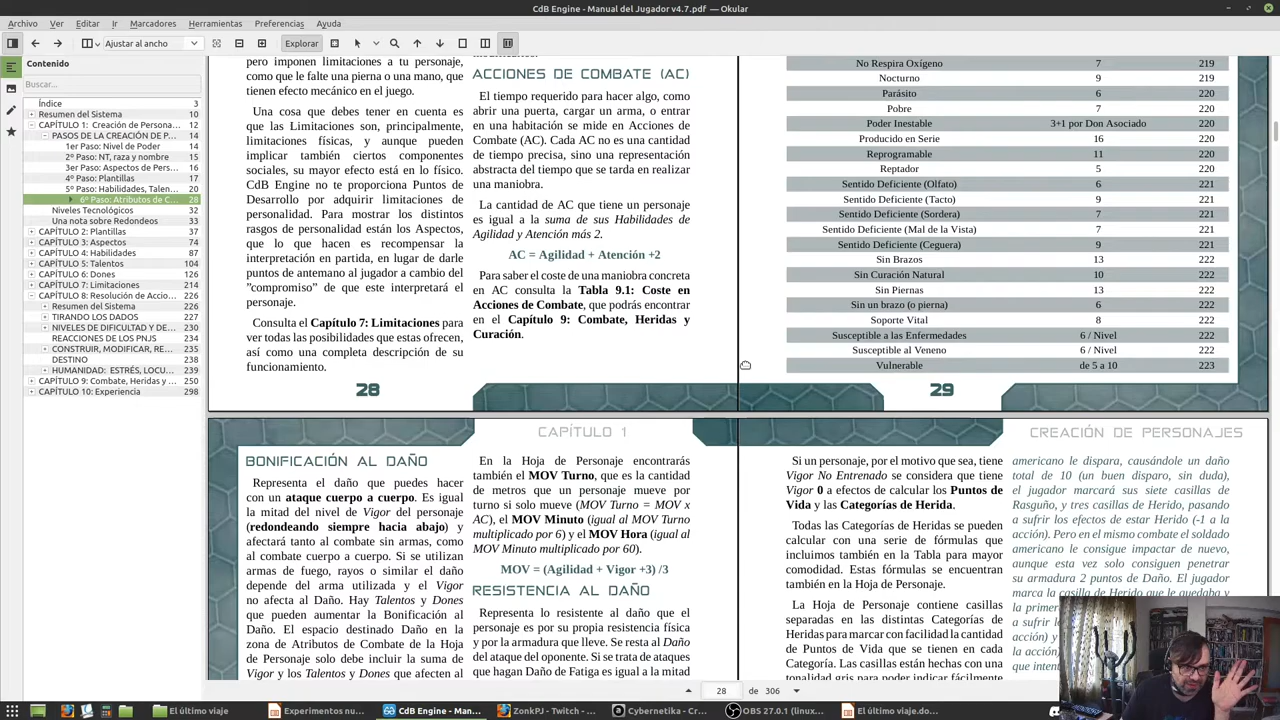 CdB Engine - Manual del Jugador v4.7.pdf — Okular
Archivo Ver Editar Ir Marcadores Herramientas Preferencias Ayuda
Ajustar al ancho Explorar
Contenido
Buscar...
Índice 3
Resumen del Sistema 10
CAPÍTULO 1: Creación de Persona... 12
PASOS DE LA CREACIÓN DE P... 14
1er Paso: Nivel de Poder 14
2º Paso: NT, raza y nombre 15
3er Paso: Aspectos de Pers... 16
4º Paso: Plantillas 17
5º Paso: Habilidades, Talen... 20
6º Paso: Atributos de C... 28
Niveles Tecnológicos 32
Una nota sobre Redondeos 33
CAPÍTULO 2: Plantillas 37
CAPÍTULO 3: Aspectos 74
CAPÍTULO 4: Habilidades 87
CAPÍTULO 5: Talentos 104
CAPÍTULO 6: Dones 126
CAPÍTULO 7: Limitaciones 214
CAPÍTULO 8: Resolución de Accio... 226
Resumen del Sistema 226
TIRANDO LOS DADOS 227
NIVELES DE DIFICULTAD Y DE... 230
REACCIONES DE LOS PNJS 234
CONSTRUIR, MODIFICAR, RE... 235
DESTINO 238
HUMANIDAD: ESTRÉS, LOCU... 239
CAPÍTULO 9: Combate, Heridas y ... 250
CAPÍTULO 10: Experiencia 298
pero imponen limitaciones a tu personaje,
como que le falte una pierna o una mano, que
tienen efecto mecánico en el juego.
Una cosa que debes tener en cuenta es
que las Limitaciones son, principalmente,
limitaciones físicas, y aunque pueden
implicar también ciertos componentes
sociales, su mayor efecto está en lo físico.
CdB Engine no te proporciona Puntos de
Desarrollo por adquirir limitaciones de
personalidad. Para mostrar los distintos
rasgos de personalidad están los Aspectos,
que lo que hacen es recompensar la
interpretación en partida, en lugar de darle
puntos de antemano al jugador a cambio del
"compromiso" de que este interpretará el
personaje.
Consulta el Capítulo 7: Limitaciones para
ver todas las posibilidades que estas ofrecen,
así como una completa descripción de su
funcionamiento.
28
ACCIONES DE COMBATE (AC)
El tiempo requerido para hacer algo, como
abrir una puerta, cargar un arma, o entrar
en una habitación se mide en Acciones de
Combate (AC). Cada AC no es una cantidad
de tiempo precisa, sino una representación
abstracta del tiempo que se tarda en realizar
una maniobra.
La cantidad de AC que tiene un personaje
es igual a la suma de sus Habilidades de
Agilidad y Atención más 2.
AC = Agilidad + Atención +2
Para saber el coste de una maniobra concreta
en AC consulta la Tabla 9.1: Coste en
Acciones de Combate, que podrás encontrar
en el Capítulo 9: Combate, Heridas y
Curación.
No Respira Oxígeno 7 219
Nocturno 9 219
Parásito 6 220
Pobre 7 220
Poder Inestable 3+1 por Don Asociado 220
Producido en Serie 16 220
Reprogramable 11 220
Reptador 5 220
Sentido Deficiente (Olfato) 6 221
Sentido Deficiente (Tacto) 9 221
Sentido Deficiente (Sordera) 7 221
Sentido Deficiente (Mal de la Vista) 7 221
Sentido Deficiente (Ceguera) 9 221
Sin Brazos 13 222
Sin Curación Natural 10 222
Sin Piernas 13 222
Sin un brazo (o pierna) 6 222
Soporte Vital 8 222
Susceptible a las Enfermedades 6 / Nivel 222
Susceptible al Veneno 6 / Nivel 222
Vulnerable de 5 a 10 223
29
CAPÍTULO 1
BONIFICACIÓN AL DAÑO
Representa el daño que puedes hacer
con un ataque cuerpo a cuerpo. Es igual
la mitad del nivel de Vigor del personaje
(redondeando siempre hacia abajo) y
afectará tanto al combate sin armas, como
al combate cuerpo a cuerpo. Si se utilizan
armas de fuego, rayos o similar el daño
depende del arma utilizada y el Vigor
no afecta al Daño. Hay Talentos y Dones
que pueden aumentar la Bonificación al
Daño. El espacio destinado Daño en la
zona de Atributos de Combate de la Hoja
de Personaje solo debe incluir la suma de
Vigor y los Talentos y Dones que afecten al
En la Hoja de Personaje encontrarás
también el MOV Turno, que es la cantidad
de metros que un personaje mueve por
turno si solo mueve (MOV Turno = MOV x
AC), el MOV Minuto (igual al MOV Turno
multiplicado por 6) y el MOV Hora (igual al
MOV Minuto multiplicado por 60).
MOV = (Agilidad + Vigor +3) /3
RESISTENCIA AL DAÑO
Representa lo resistente al daño que el
personaje es por su propia resistencia física
y por la armadura que lleve. Se resta al Daño
del ataque del oponente. Si se trata de ataques
que hagan Daño de Fatiga es igual a la mitad
CREACIÓN DE PERSONAJES
Si un personaje, por el motivo que sea, tiene
Vigor No Entrenado se considera que tiene
Vigor 0 a efectos de calcular los Puntos de
Vida y las Categorías de Herida.
Todas las Categorías de Heridas se pueden
calcular con una serie de fórmulas que
incluimos también en la Tabla para mayor
comodidad. Estas fórmulas se encuentran
también en la Hoja de Personaje.
La Hoja de Personaje contiene casillas
separadas en las distintas Categorías de
Heridas para marcar con facilidad la cantidad
de Puntos de Vida que se tienen en cada
Categoría. Las casillas están hechas con una
tonalidad gris para poder indicar fácilmente
americano le dispara, causándole un daño
total de 10 (un buen disparo, sin duda),
el jugador marcará sus siete casillas de
Rasguño, y tres casillas de Herido, pasando
a sufrir los efectos de estar Herido (-1 a la
acción). Pero en el mismo combate el soldado
americano le consigue impactar de nuevo,
aunque esta vez solo consiguen penetrar
su armadura 2 puntos de Daño. El jugador
marca la casilla de Herido que le quedaba y
la prime
a sufrir l
acción) y
la acción)
que inten
28 de 306
El último viaje
Experimentos nu...
CdB Engine - Man...
ZonkPJ - Twitch - ...
Cybernetika - Cr...
OBS 27.0.1 (linux...
El último viaje.do...